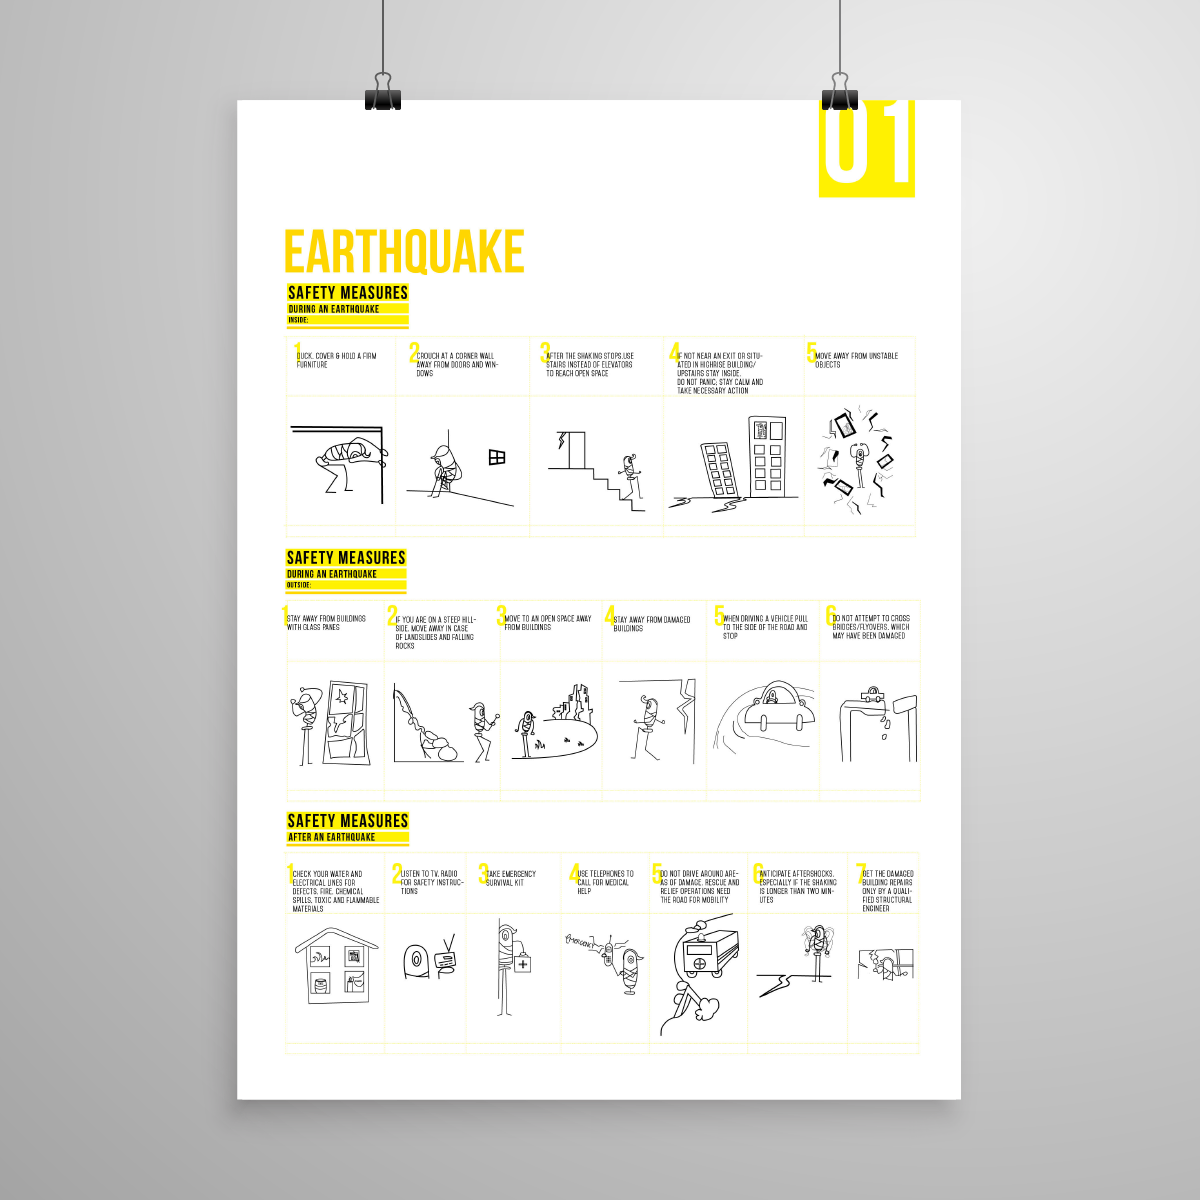 01
EARTHQUAKE
SAFETY MEASURES
DURING AN EARTHQUAKE
INSIDE:
1
DUCK, COVER & HOLD A FIRM
FURNITURE
2
CROUCH AT A CORNER WALL
AWAY FROM DOORS AND WIN-
DOWS
3
AFTER THE SHAKING STOPS,USE
STAIRS INSTEAD OF ELEVATORS
TO REACH OPEN SPACE
4
IF NOT NEAR AN EXIT OR SITU-
ATED IN HIGHRISE BUILDING/
UPSTAIRS STAY INSIDE.
DO NOT PANIC; STAY CALM AND
TAKE NECESSARY ACTION
5
MOVE AWAY FROM UNSTABLE
OBJECTS
SAFETY MEASURES
DURING AN EARTHQUAKE
OUTSIDE:
1
STAY AWAY FROM BUILDINGS
WITH GLASS PANES
2
IF YOU ARE ON A STEEP HILL-
SIDE, MOVE AWAY IN CASE
OF LANDSLIDES AND FALLING
ROCKS
3
MOVE TO AN OPEN SPACE AWAY
FROM BUILDINGS
4
STAY AWAY FROM DAMAGED
BUILDINGS
5
WHEN DRIVING A VEHICLE PULL
TO THE SIDE OF THE ROAD AND
STOP
6
DO NOT ATTEMPT TO CROSS
BRIDGES/FLYOVERS, WHICH
MAY HAVE BEEN DAMAGED
SAFETY MEASURES
AFTER AN EARTHQUAKE
1
CHECK YOUR WATER AND
ELECTRICAL LINES FOR
DEFECTS, FIRE, CHEMICAL
SPILLS, TOXIC AND FLAMMABLE
MATERIALS
2
LISTEN TO TV, RADIO
FOR SAFETY INSTRUC-
TIONS
3
TAKE EMERGENCY
SURVIVAL KIT
4
USE TELEPHONES TO
CALL FOR MEDICAL
HELP
5
DO NOT DRIVE AROUND ARE-
AS OF DAMAGE, RESCUE AND
RELIEF OPERATIONS NEED
THE ROAD FOR MOBILITY
6
ANTICIPATE AFTERSHOCKS,
ESPECIALLY IF THE SHAKING
IS LONGER THAN TWO MIN-
UTES
7
GET THE DAMAGED
BUILDING REPAIRS
ONLY BY A QUALI-
FIED STRUCTURAL
ENGINEER